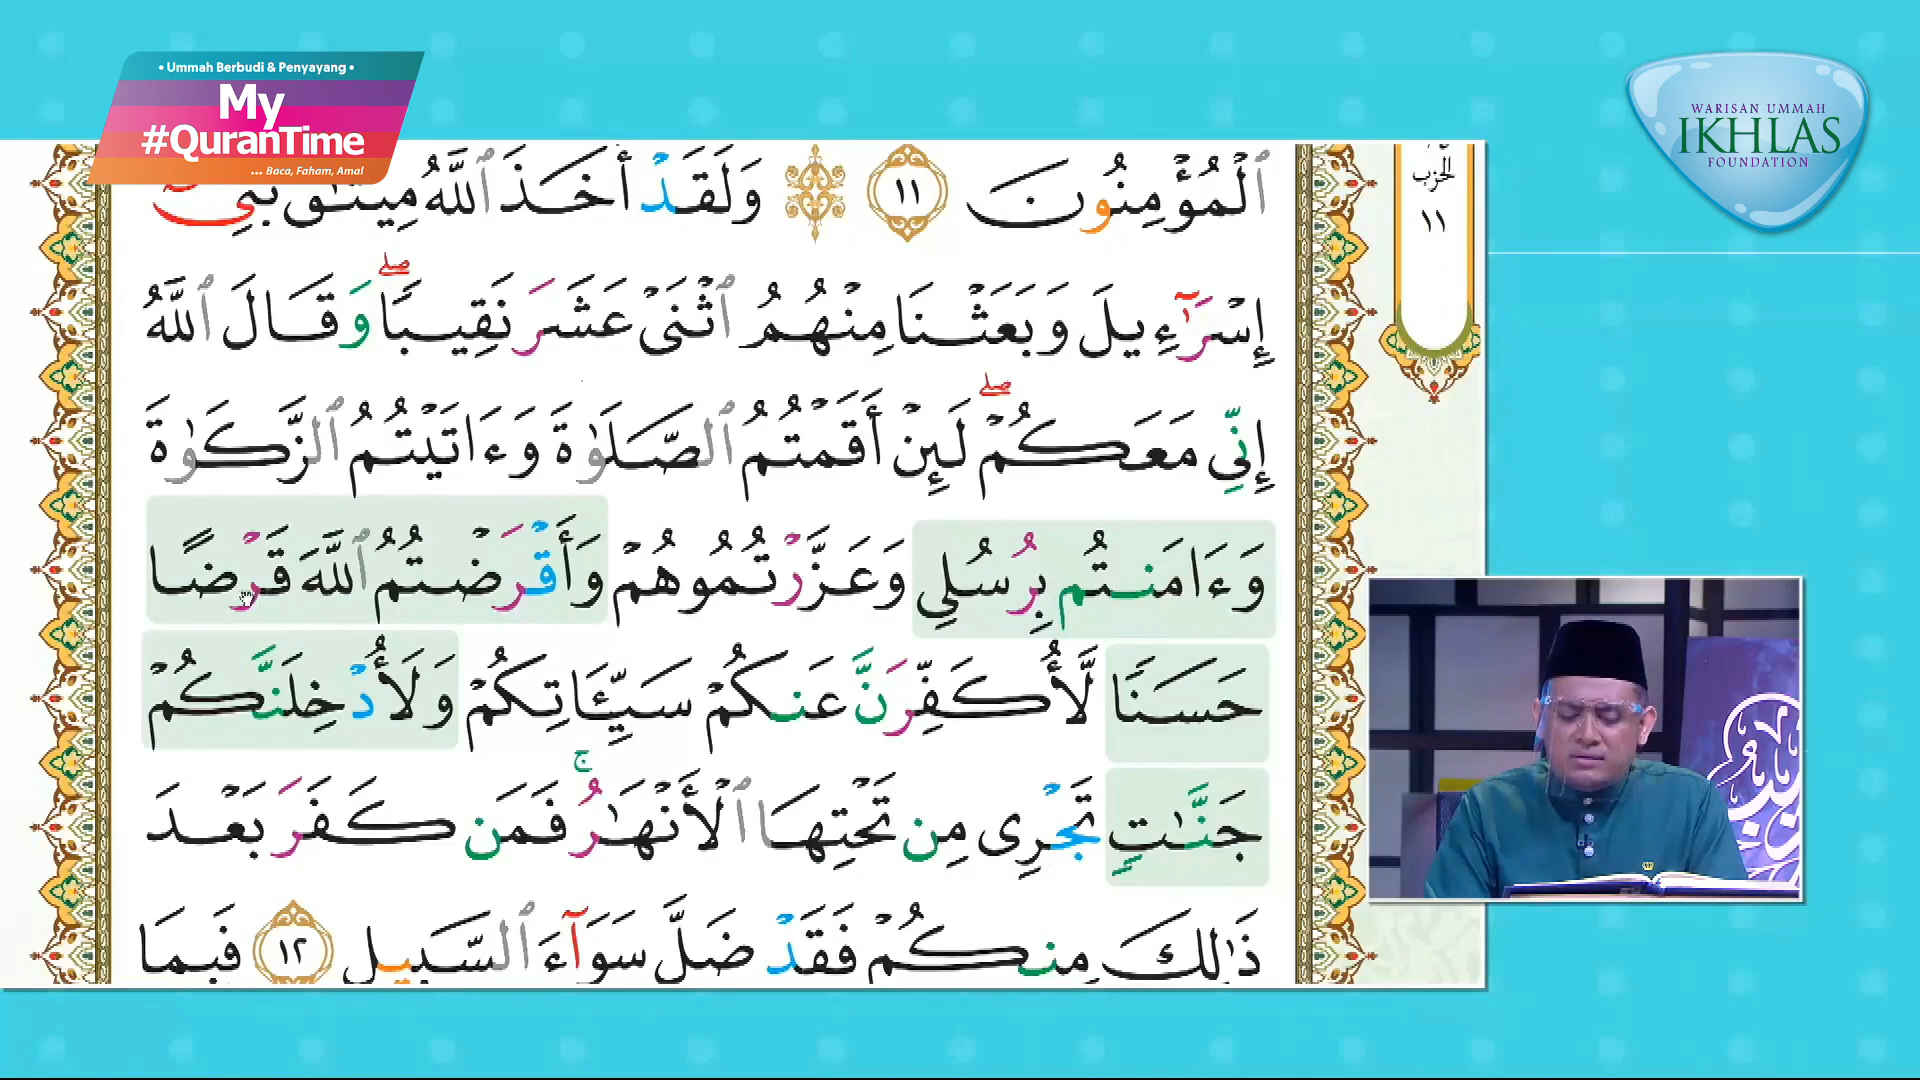 • Ummah Berbudi & Penyayang •
My
#QuranTime
... Baca, Faham, Amal
WARISAN UMMAH
IKHLAS
FOUNDATION
الحزب
١١
ٱلْمُؤْمِنُونَ ١١ ۞ وَلَقَدْ أَخَذَ ٱللَّهُ مِيثَٰقَ بَنِىٓ
إِسْرَٰٓءِيلَ وَبَعَثْنَا مِنْهُمُ ٱثْنَىْ عَشَرَ نَقِيبًا ۖ وَقَالَ ٱللَّهُ
إِنِّى مَعَكُمْ ۖ لَئِنْ أَقَمْتُمُ ٱلصَّلَوٰةَ وَءَاتَيْتُمُ ٱلزَّكَوٰةَ
وَءَامَنتُم بِرُسُلِى وَعَزَّرْتُمُوهُمْ وَأَقْرَضْتُمُ ٱللَّهَ قَرْضًا
حَسَنًا لَّأُكَفِّرَنَّ عَنكُمْ سَيِّـَٔاتِكُمْ وَلَأُدْخِلَنَّكُمْ
جَنَّٰتٍ تَجْرِى مِن تَحْتِهَا ٱلْأَنْهَٰرُ ۚ فَمَن كَفَرَ بَعْدَ
ذَٰلِكَ مِنكُمْ فَقَدْ ضَلَّ سَوَآءَ ٱلسَّبِيلِ ١٢ فَبِمَا